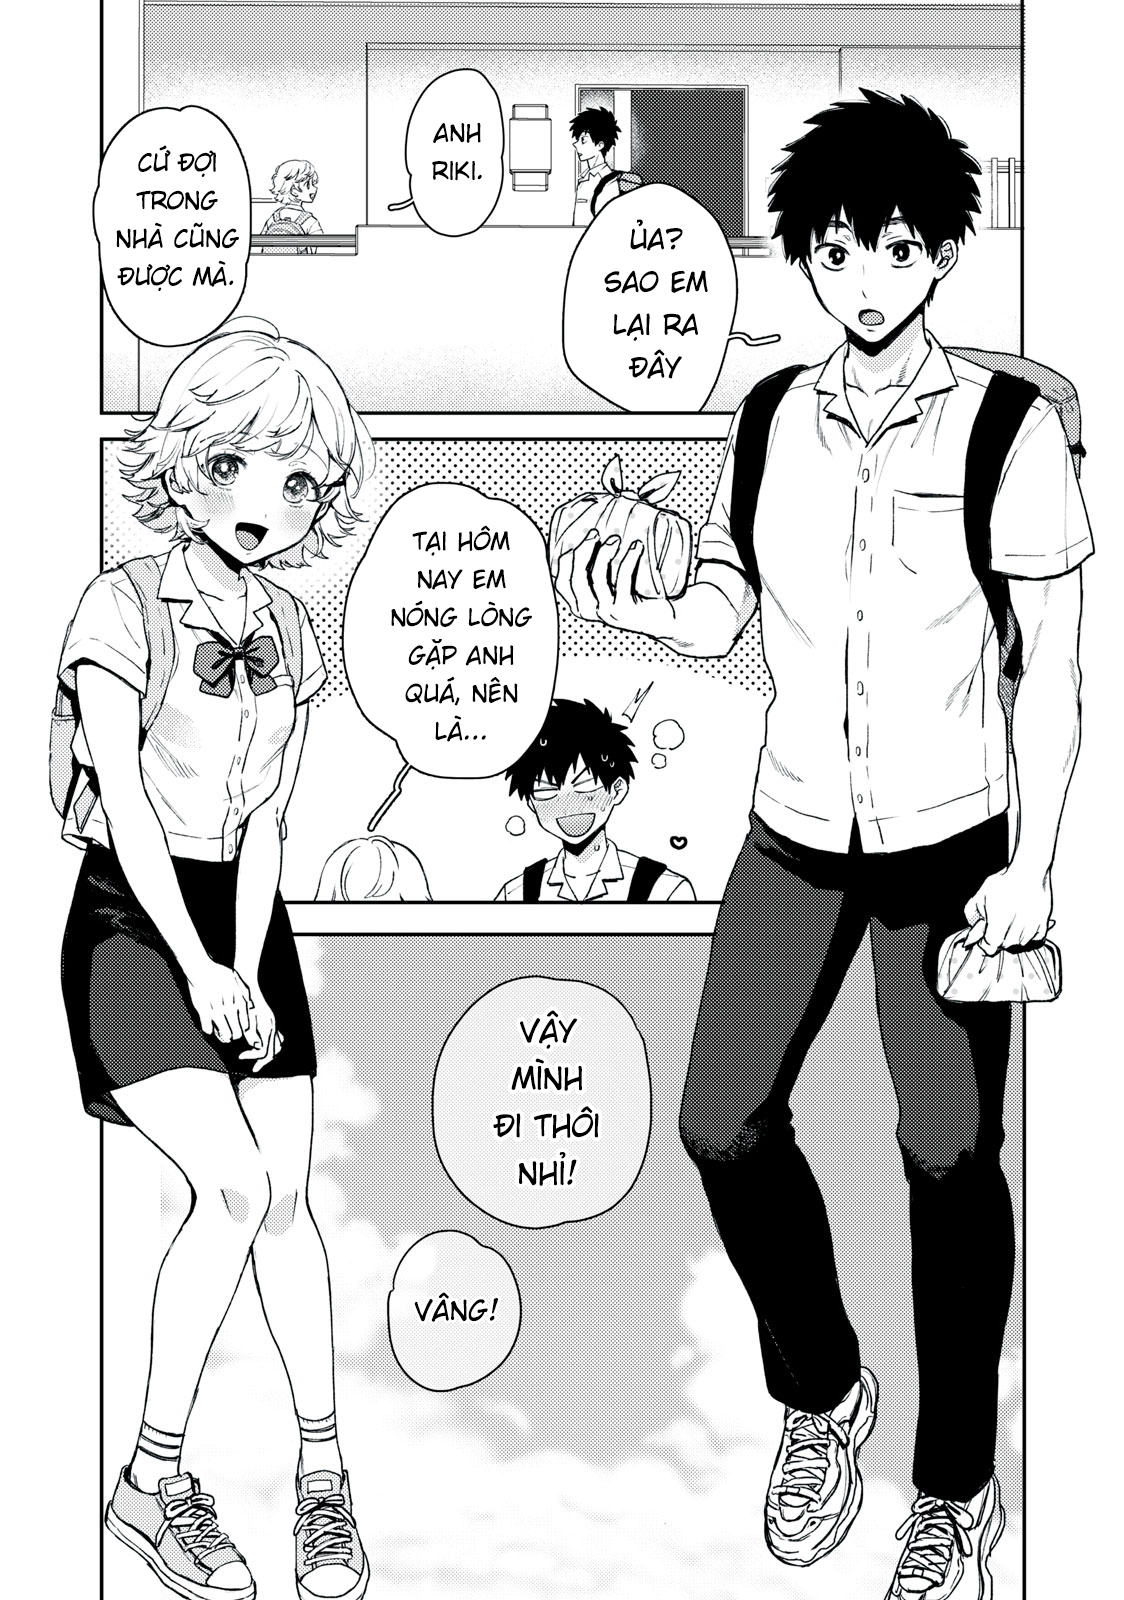 ANH
RIKI.
ỦA?
SAO EM
LẠI RA
ĐÂY
CỨ ĐỢI
TRONG
NHÀ CŨNG
ĐƯỢC MÀ.
TẠI HÔM
NAY EM
NÓNG LÒNG
GẶP ANH
QUÁ, NÊN
LÀ...
VẬY
MÌNH
ĐI THÔI
NHỈ!
VÂNG!